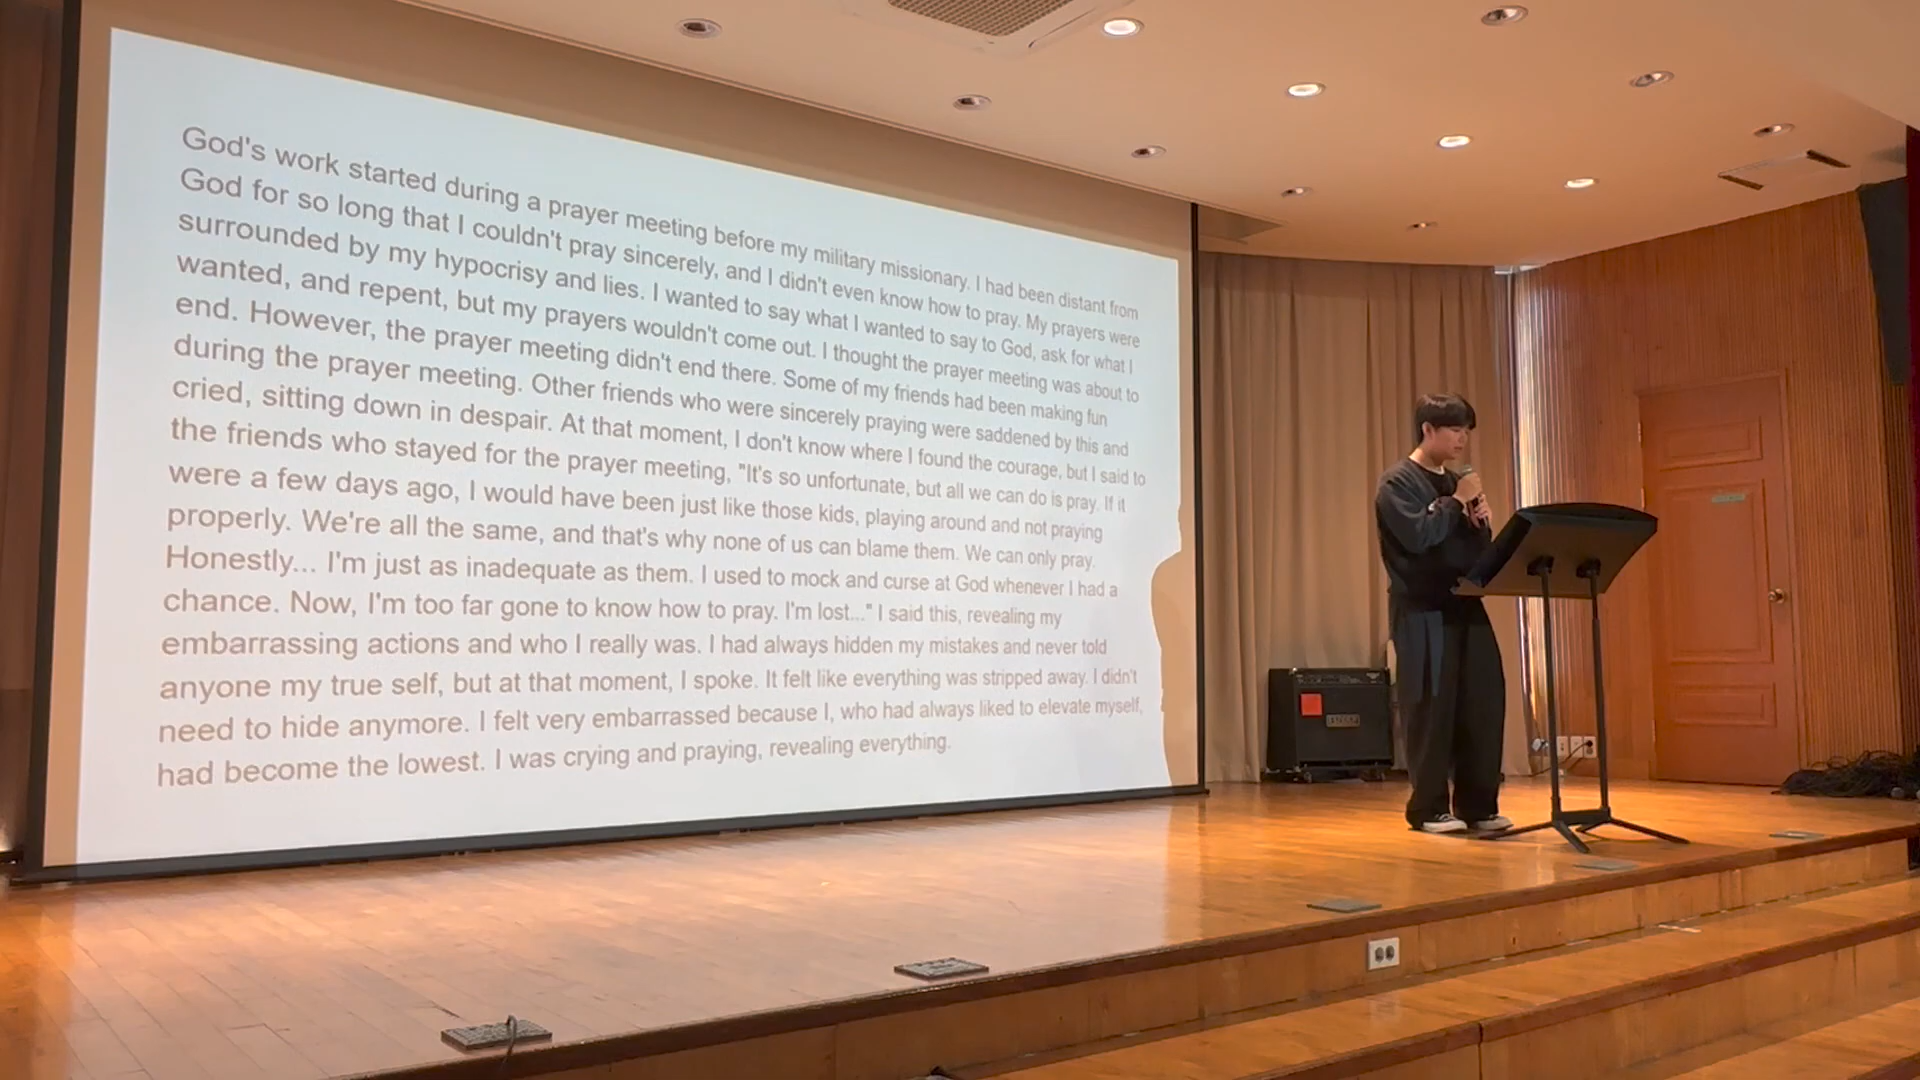 God's work started during a prayer meeting before my military missionary. I had been distant from
God for so long that I couldn't pray sincerely, and I didn't even know how to pray. My prayers were
surrounded by my hypocrisy and lies. I wanted to say what I wanted to say to God, ask for what I
wanted, and repent, but my prayers wouldn't come out. I thought the prayer meeting was about to
end. However, the prayer meeting didn't end there. Some of my friends had been making fun
during the prayer meeting. Other friends who were sincerely praying were saddened by this and
cried, sitting down in despair. At that moment, I don't know where I found the courage, but I said to
the friends who stayed for the prayer meeting, "It's so unfortunate, but all we can do is pray. If it
were a few days ago, I would have been just like those kids, playing around and not praying
properly. We're all the same, and that's why none of us can blame them. We can only pray.
Honestly... I'm just as inadequate as them. I used to mock and curse at God whenever I had a
chance. Now, I'm too far gone to know how to pray. I'm lost..." I said this, revealing my
embarrassing actions and who I really was. I had always hidden my mistakes and never told
anyone my true self, but at that moment, I spoke. It felt like everything was stripped away. I didn't
need to hide anymore. I felt very embarrassed because I, who had always liked to elevate myself,
had become the lowest. I was crying and praying, revealing everything.